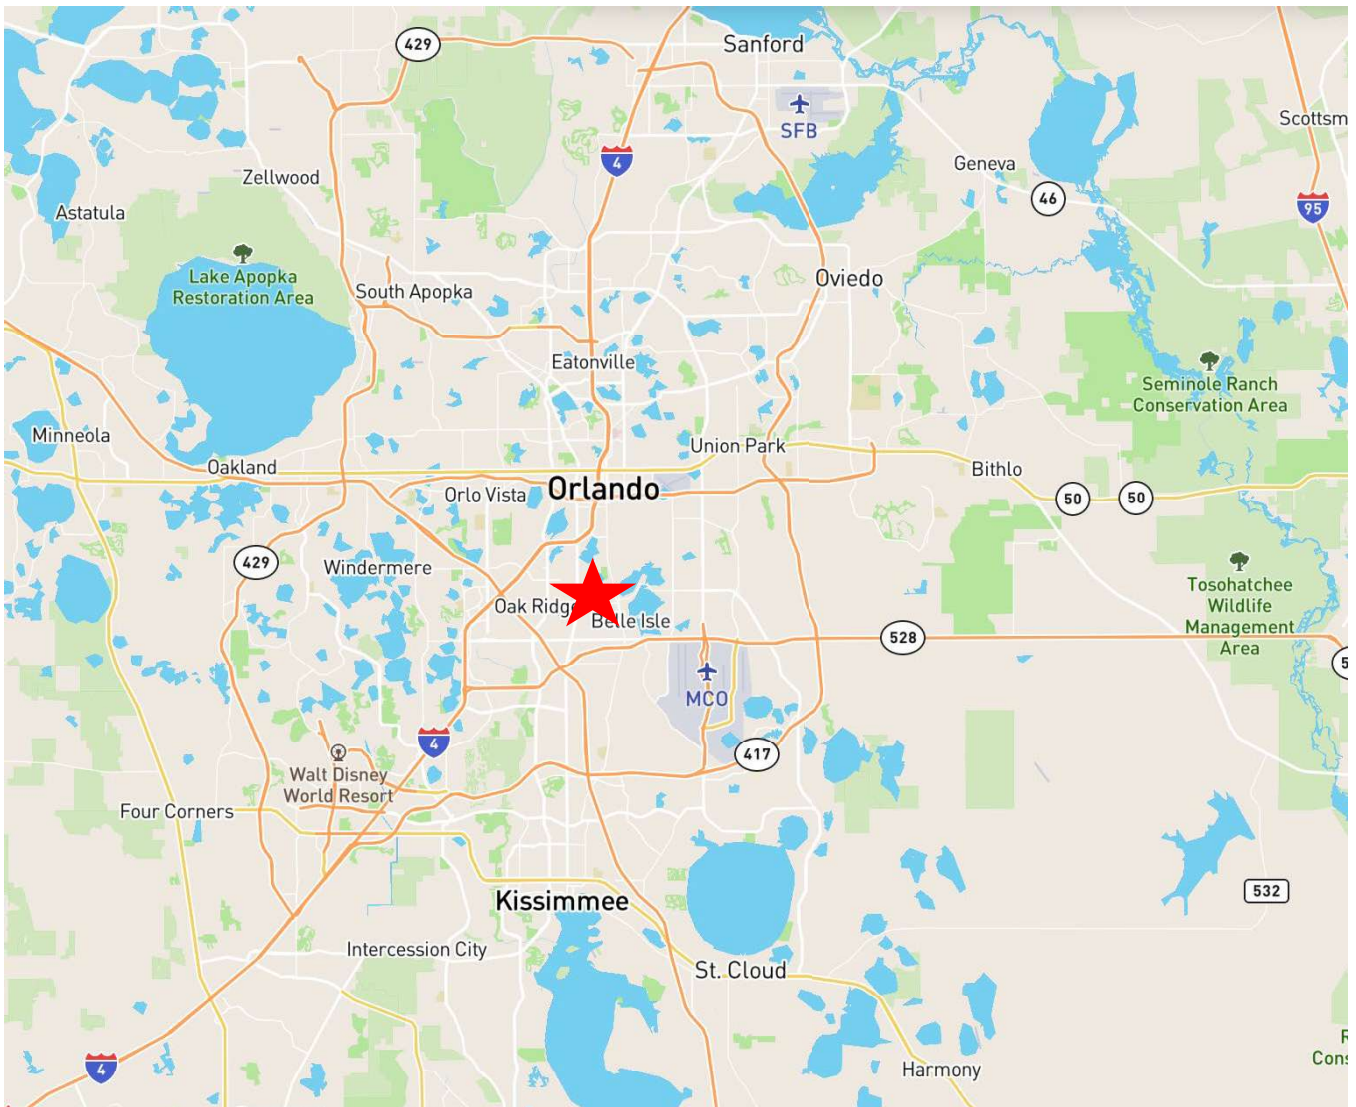 429
Sanford
SFB
4
Scottsm
Geneva
46
95
Zellwood
Astatula
Lake Apopka
Restoration Area
South Apopka
Oviedo
Eatonville
Seminole Ranch
Conservation Area
Minneola
Union Park
Oakland
Bithlo
Orlo Vista
Orlando
50
50
429
Windermere
Oak Ridge
Belle Isle
Tosohatchee
Wildlife
Management
Area
528
5
MCO
4
417
Walt Disney
World Resort
Four Corners
532
Kissimmee
Intercession City
St. Cloud
R
Cons
4
Harmony